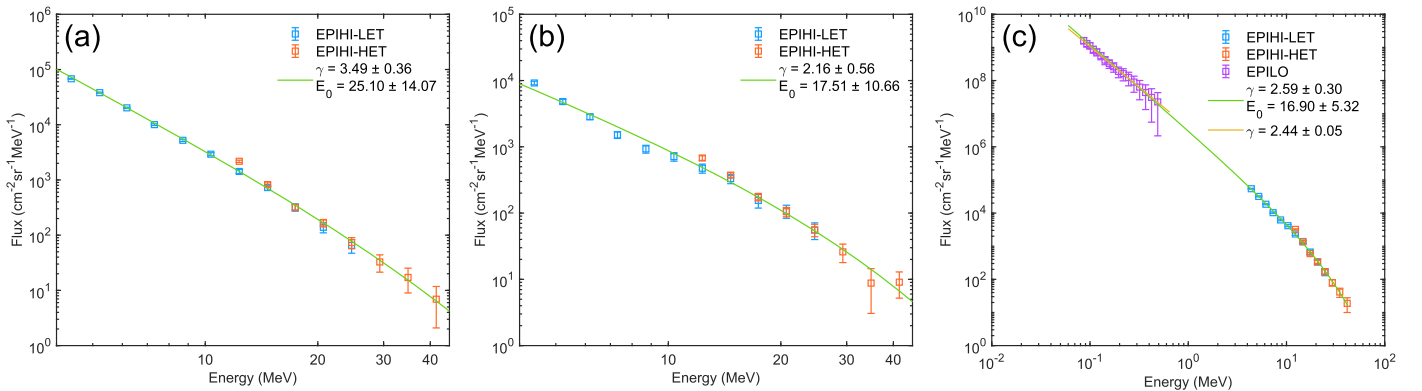 (a)
EPIHI-LET
EPIHI-HET
γ = 3.49 ± 0.36
E₀ = 25.10 ± 14.07
10⁶
10⁵
10⁴
10³
10²
10¹
10⁰
Flux (cm⁻²sr⁻¹MeV⁻¹)
10 20 30 40
Energy (MeV)
(b)
EPIHI-LET
EPIHI-HET
γ = 2.16 ± 0.56
E₀ = 17.51 ± 10.66
10⁵
10⁴
10³
10²
10¹
10⁰
Flux (cm⁻²sr⁻¹MeV⁻¹)
10 20 30 40
Energy (MeV)
(c)
EPIHI-LET
EPIHI-HET
EPILO
γ = 2.59 ± 0.30
E₀ = 16.90 ± 5.32
γ = 2.44 ± 0.05
10¹⁰
10⁸
10⁶
10⁴
10²
10⁰
Flux (cm⁻²sr⁻¹MeV⁻¹)
10⁻² 10⁻¹ 10⁰ 10¹ 10²
Energy (MeV)